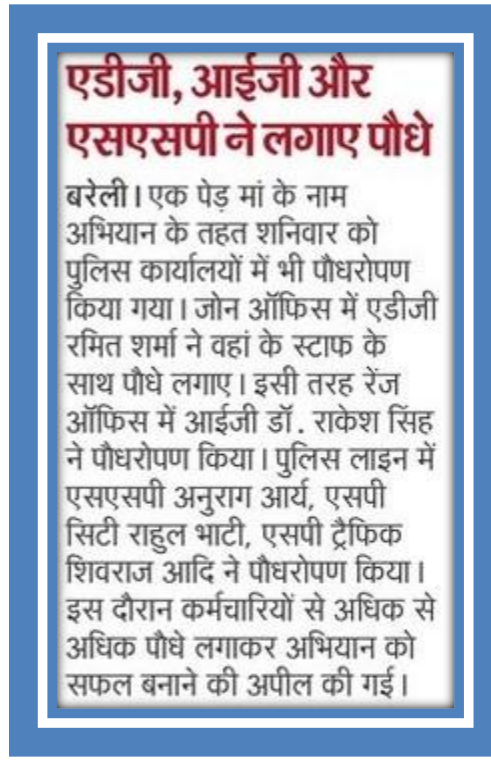 एडीजी, आईजी और
एसएसपी ने लगाए पौधे
बरेली। एक पेड़ मां के नाम
अभियान के तहत शनिवार को
पुलिस कार्यालयों में भी पौधरोपण
किया गया। जोन ऑफिस में एडीजी
रमित शर्मा ने वहां के स्टाफ के
साथ पौधे लगाए। इसी तरह रेंज
ऑफिस में आईजी डॉ. राकेश सिंह
ने पौधरोपण किया। पुलिस लाइन में
एसएसपी अनुराग आर्य, एसपी
सिटी राहुल भाटी, एसपी ट्रैफिक
शिवराज आदि ने पौधरोपण किया।
इस दौरान कर्मचारियों से अधिक से
अधिक पौधे लगाकर अभियान को
सफल बनाने की अपील की गई।